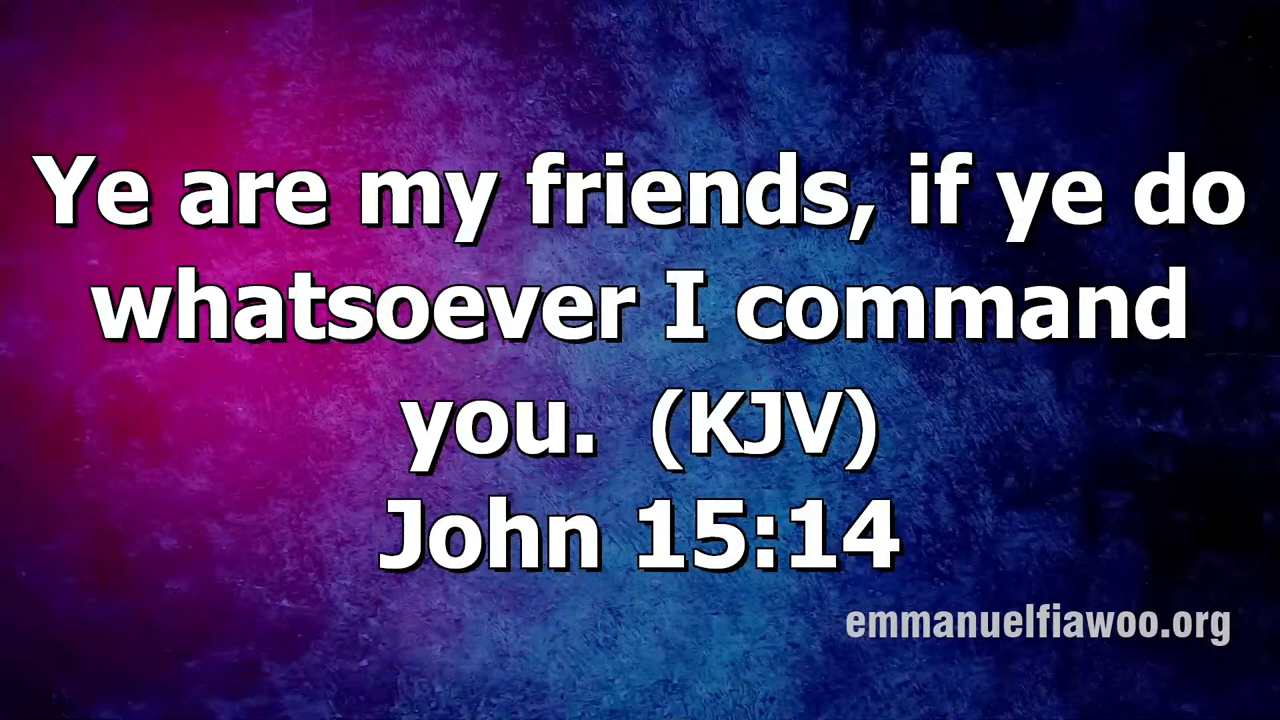 Ye are my friends, if ye do
whatsoever I command
you. (KJV)
John 15:14
emmanuelfiawoo.org